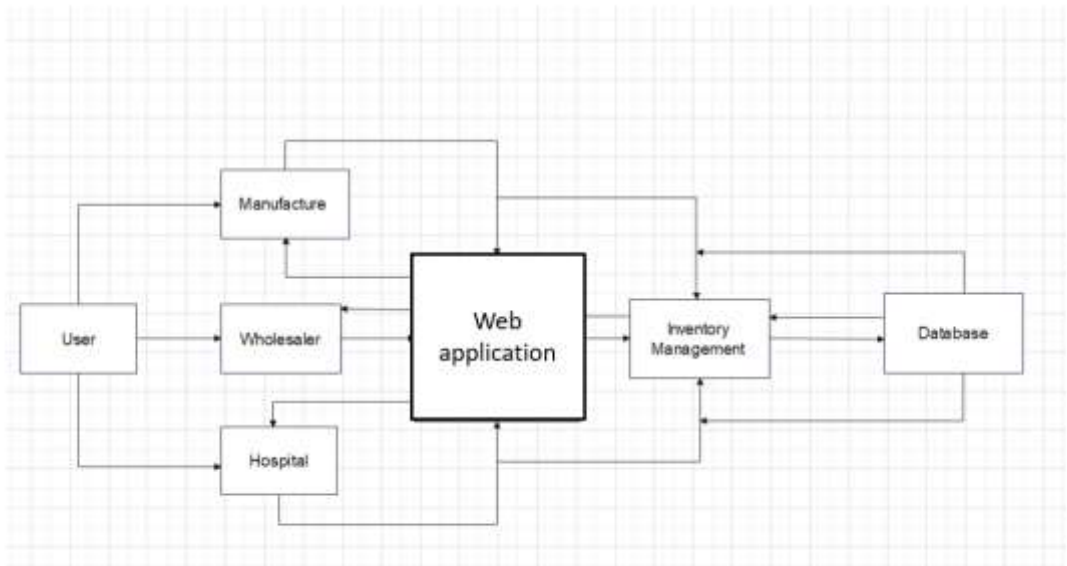 Manufacture
User
Wholesaler
Hospital
Web
application
Inventory
Management
Database